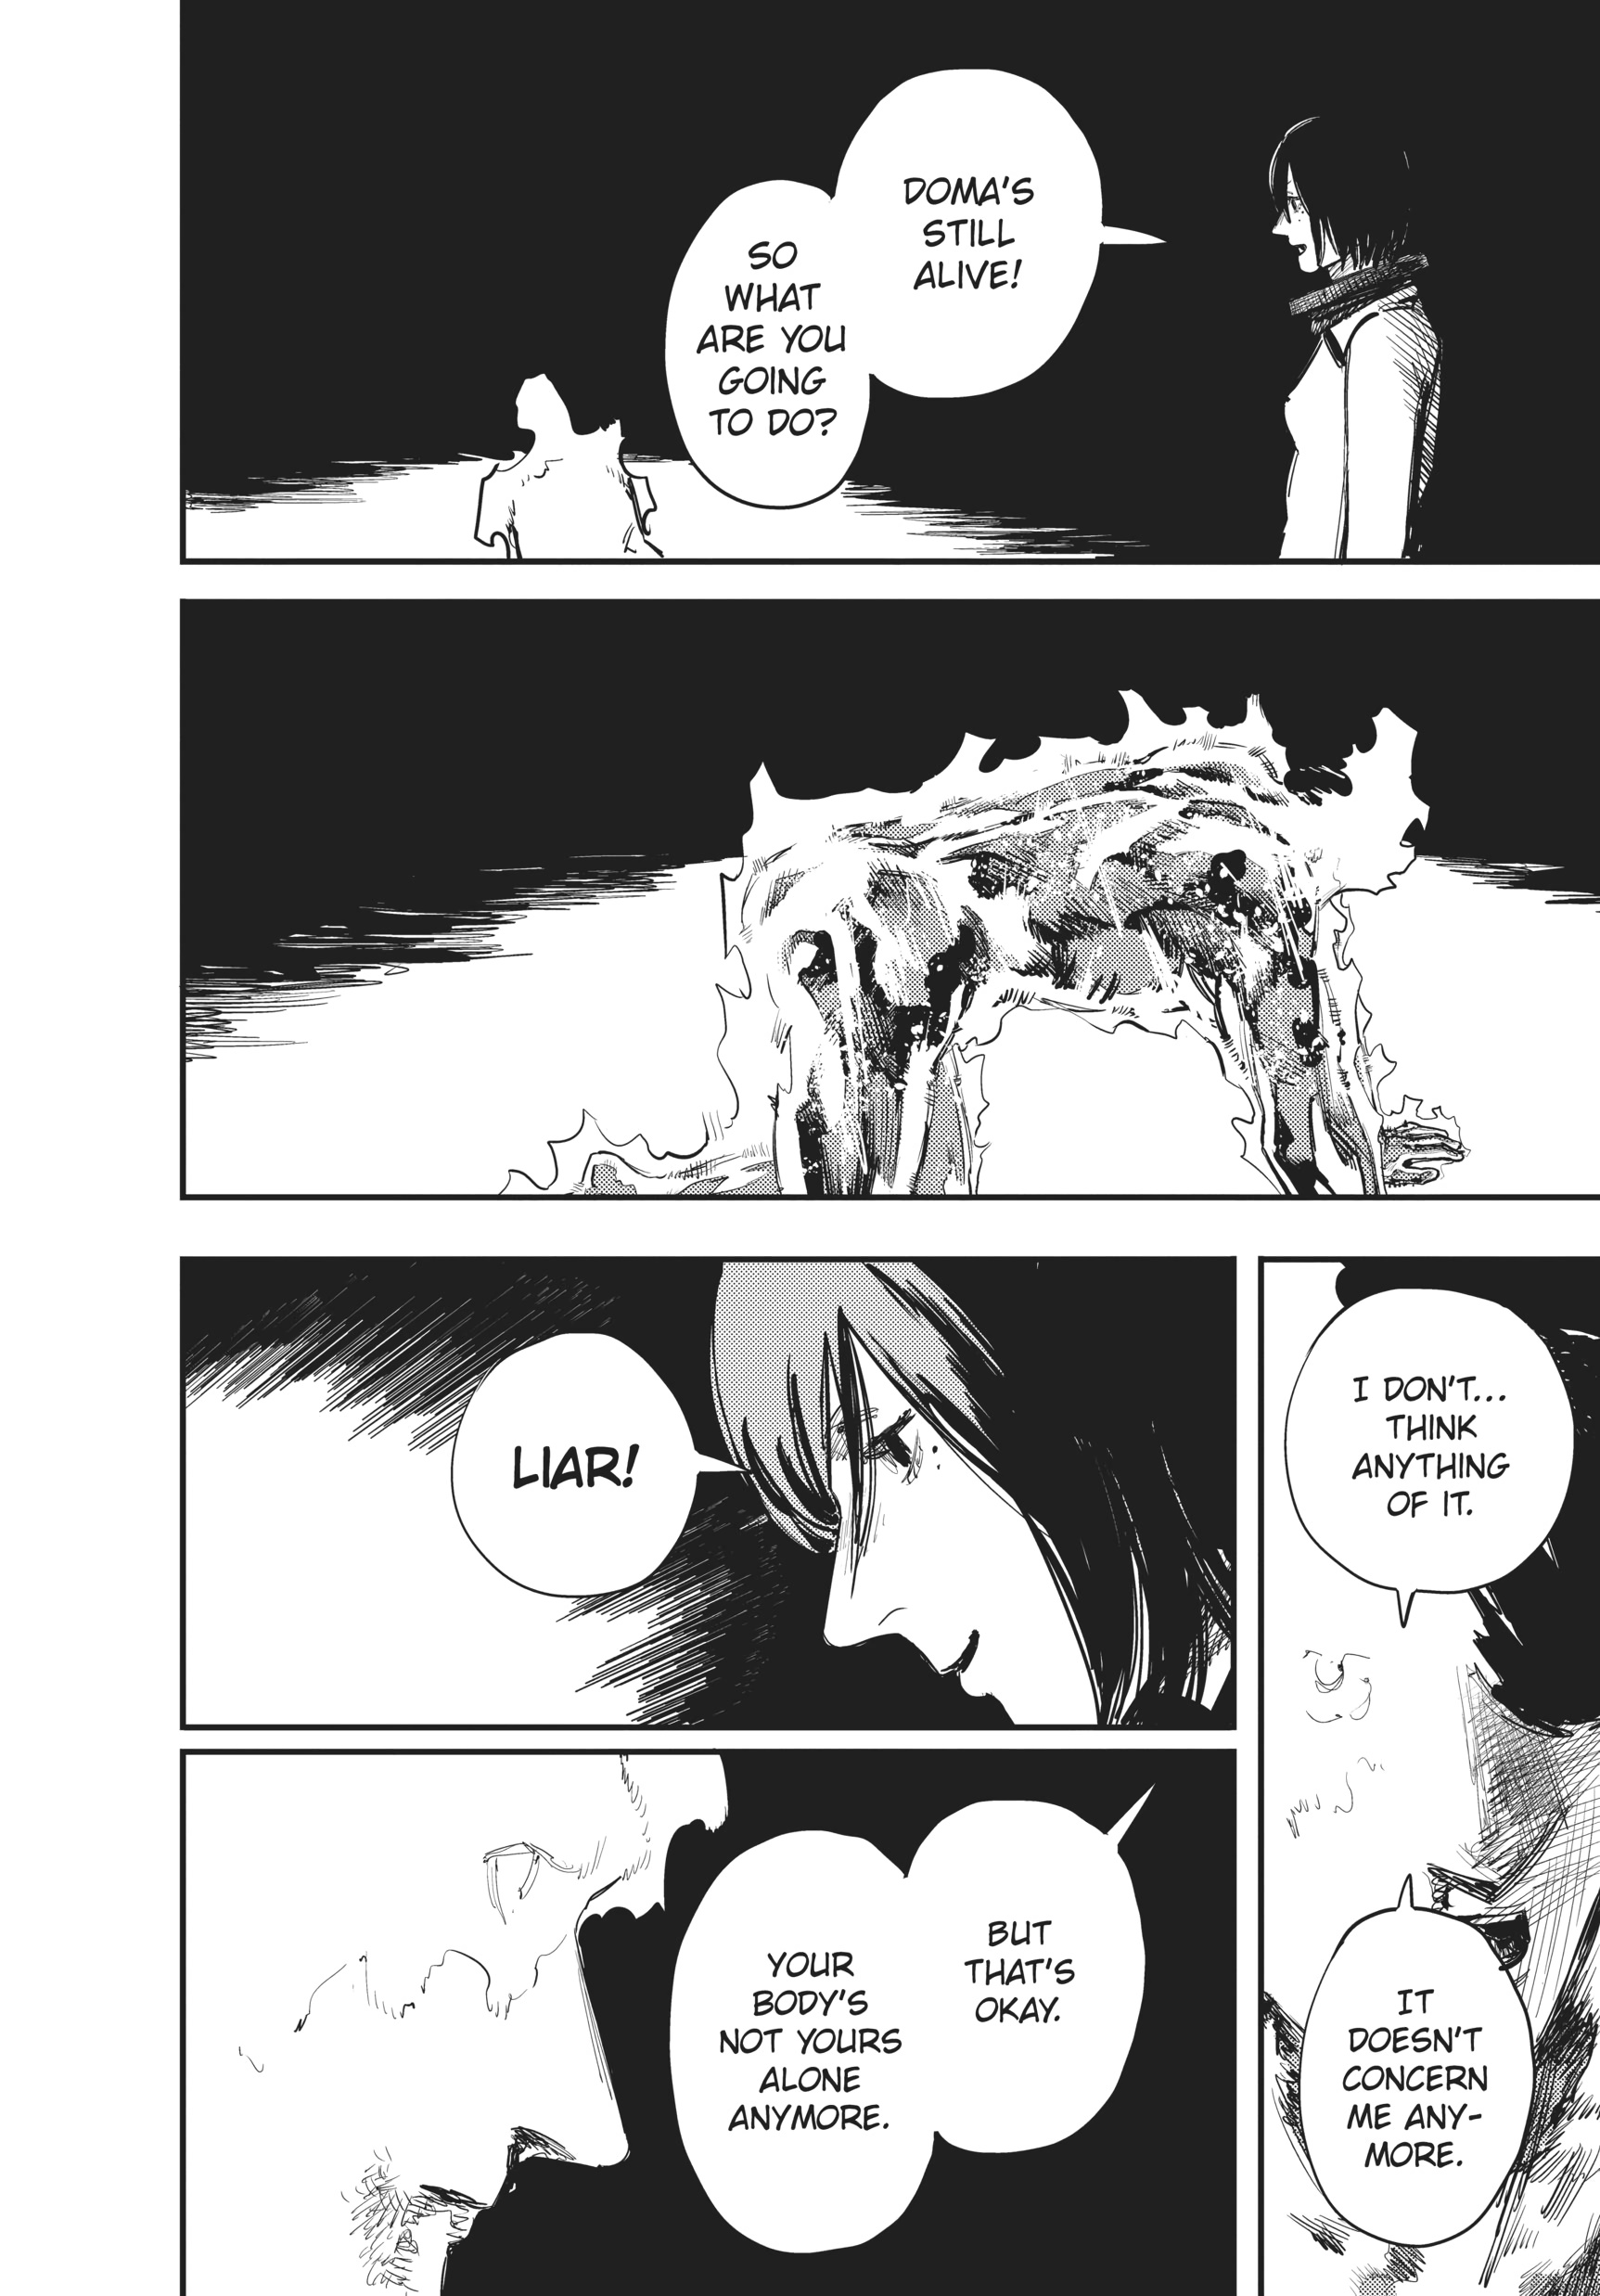 DOMA'S
STILL
ALIVE!
SO
WHAT
ARE YOU
GOING
TO DO?
I DON'T...
THINK
ANYTHING
OF IT.
IT
DOESN'T
CONCERN
ME ANY-
MORE.
LIAR!
BUT
THAT'S
OKAY.
YOUR
BODY'S
NOT YOURS
ALONE
ANYMORE.